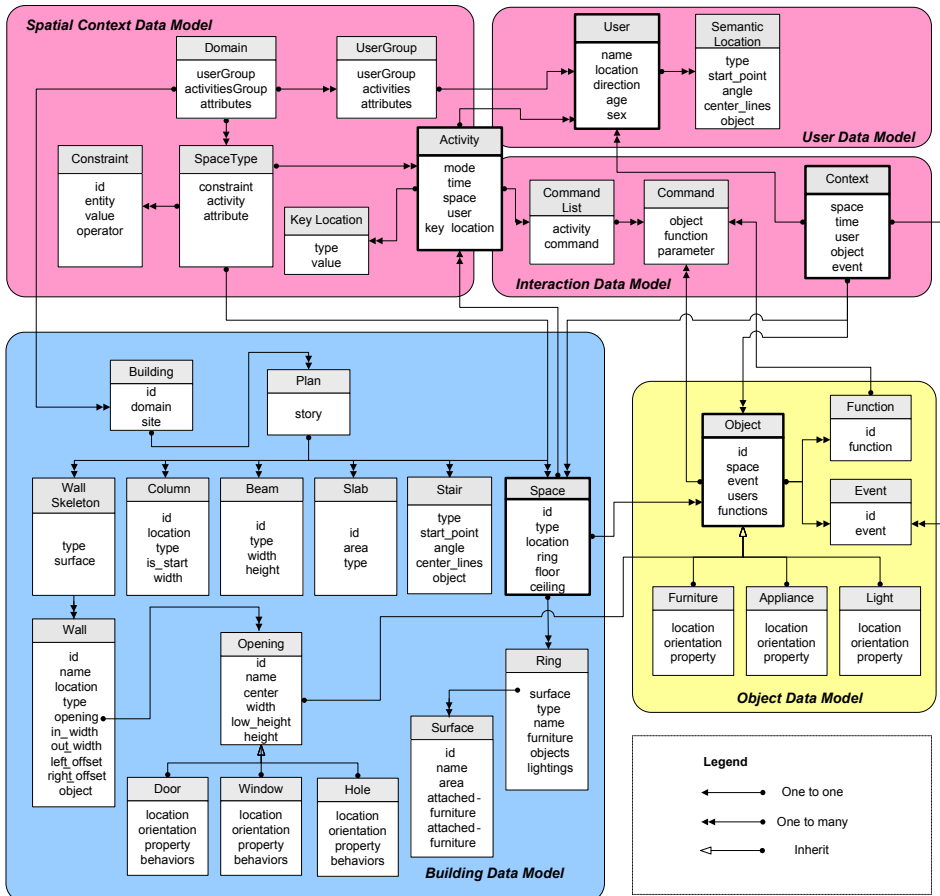 Spatial Context Data Model
Domain
userGroup
activitiesGroup
attributes
UserGroup
userGroup
activities
attributes
Constraint
id
entity
value
operator
SpaceType
constraint
activity
attribute
Key Location
type
value
Activity
mode
time
space
user
key location
User
name
location
direction
age
sex
Semantic
Location
type
start_point
angle
center_lines
object
User Data Model
Command
List
activity
command
Command
object
function
parameter
Context
space
time
user
object
event
Interaction Data Model
Building
id
domain
site
Plan
story
Wall
Skeleton
type
surface
Column
id
location
type
is_start
width
Beam
id
type
width
height
Slab
id
area
type
Stair
type
start_point
angle
center_lines
object
Space
id
type
location
ring
floor
ceiling
Wall
id
name
location
type
opening
in_width
out_width
left_offset
right_offset
object
Opening
id
name
center
width
low_height
height
Door
location
orientation
property
behaviors
Window
location
orientation
property
behaviors
Hole
location
orientation
property
behaviors
Surface
id
name
area
attached-
furniture
attached-
furniture
Ring
surface
type
name
furniture
objects
lightings
Building Data Model
Object
id
space
event
users
functions
Function
id
function
Event
id
event
Furniture
location
orientation
property
Appliance
location
orientation
property
Light
location
orientation
property
Object Data Model
Legend
One to one
One to many
Inherit